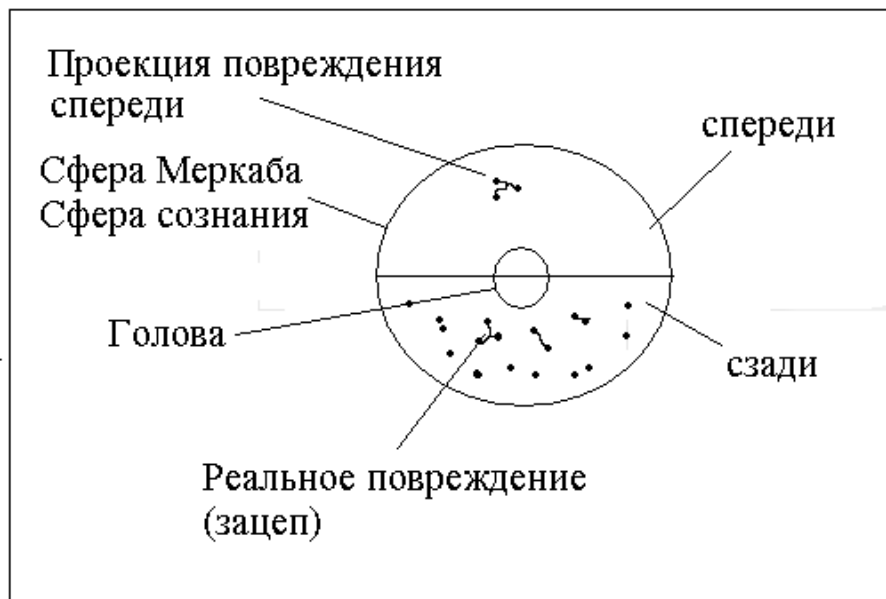 Проекция повреждения
спереди
спереди
Сфера Меркаба
Сфера сознания
Голова
сзади
Реальное повреждение
(зацеп)